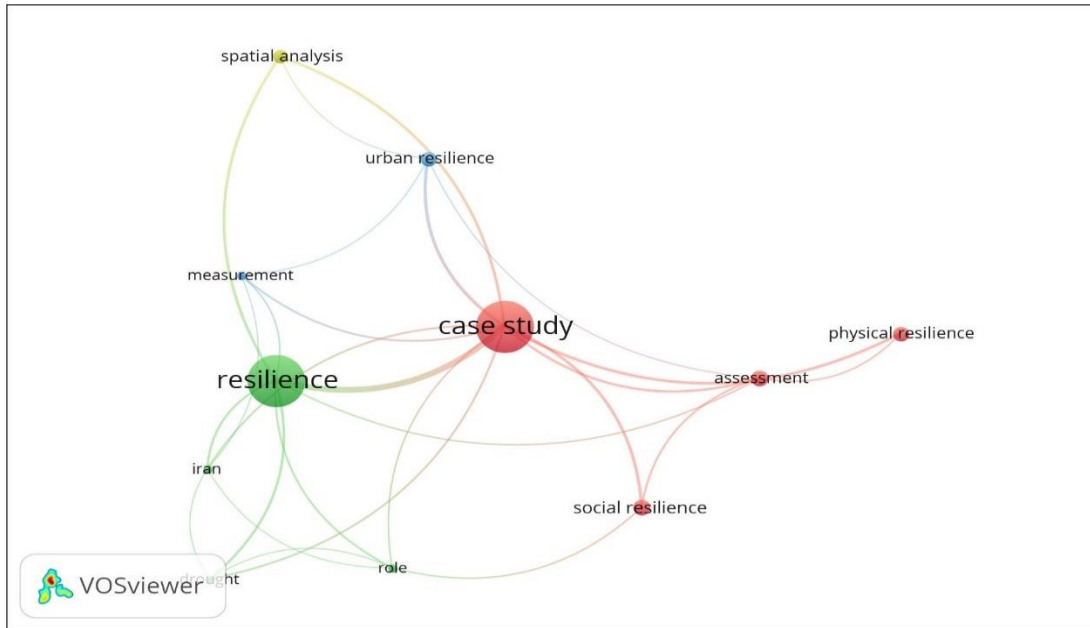 spatial analysis
urban resilience
measurement
case study
physical resilience
resilience
assessment
iran
social resilience
role
drought
VOSviewer